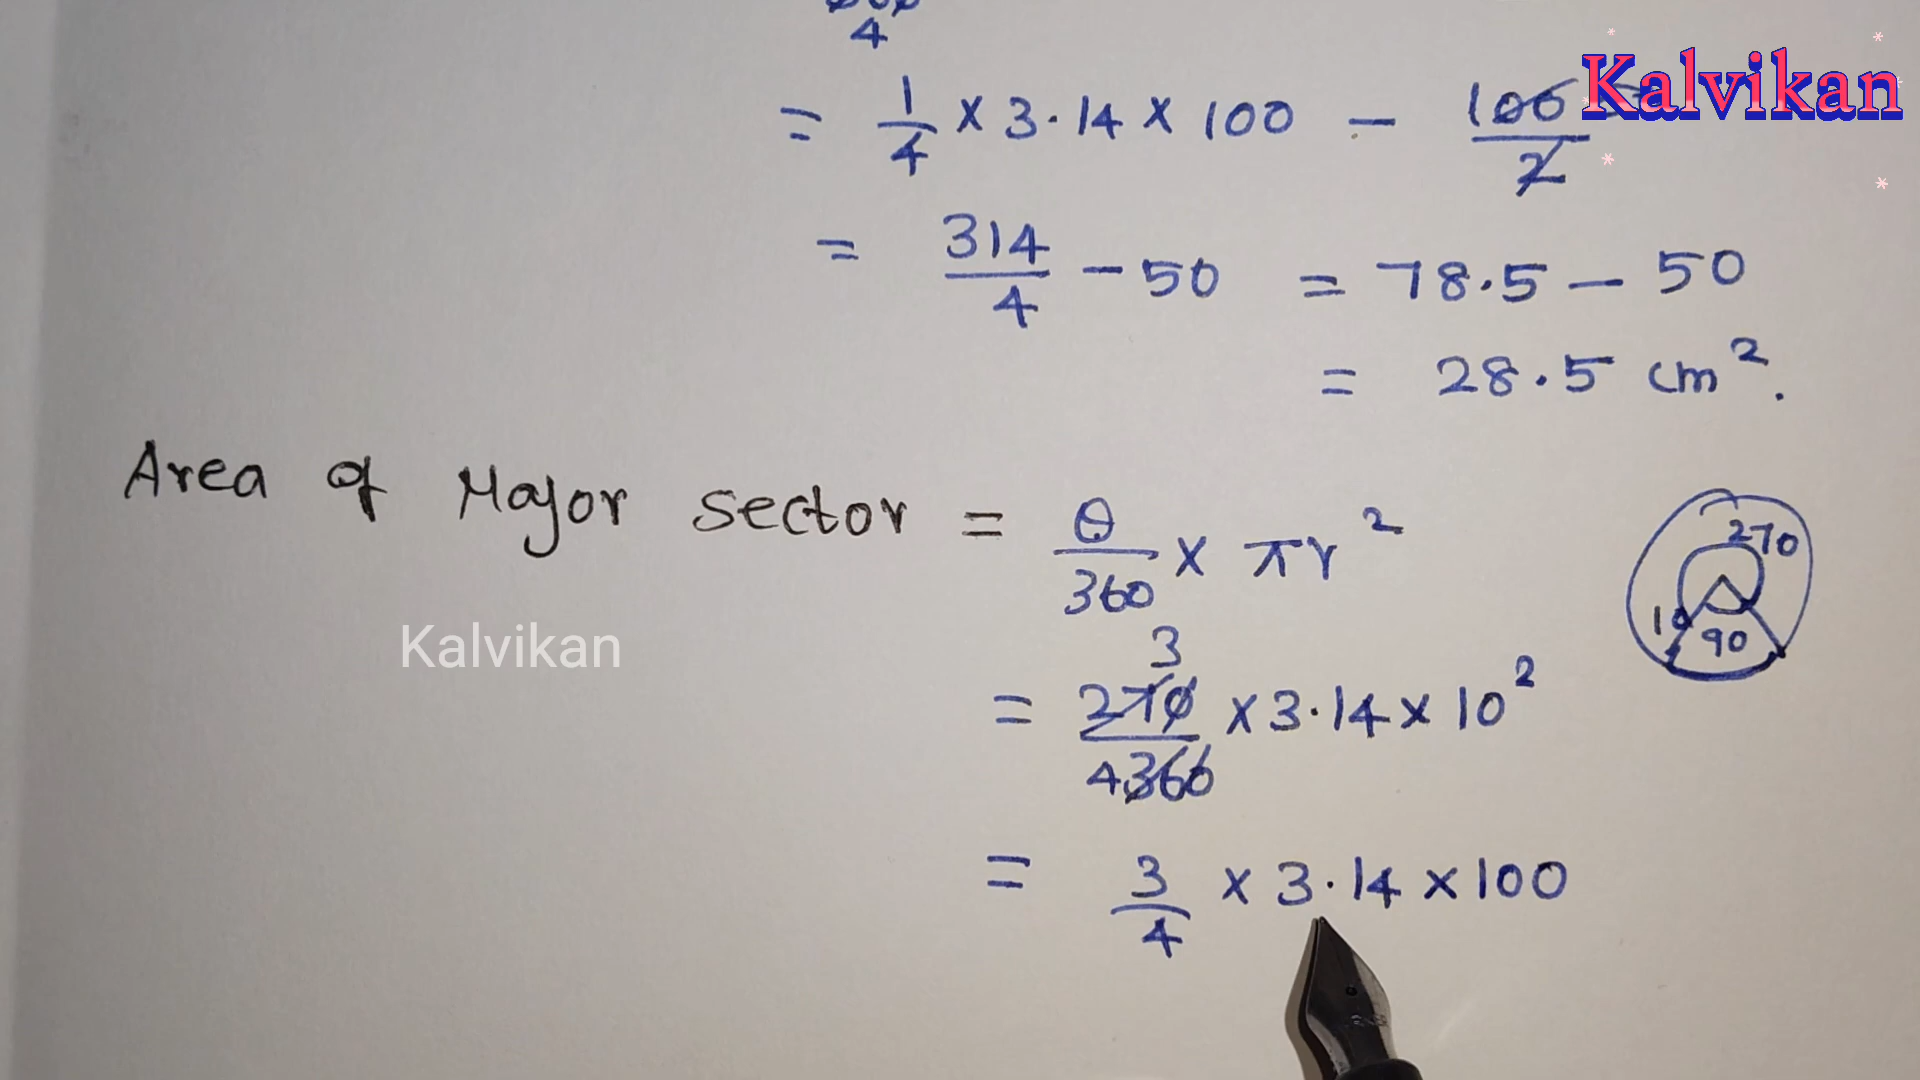 4
Kalvikan
= 1/4 × 3.14 × 100 - 100/2
= 314/4 - 50 = 78.5 - 50
= 28.5 cm².
Area of Major sector = θ/360 × πr²
270
10
90
Kalvikan
3
= 270/360 × 3.14 × 10²
4
= 3/4 × 3.14 × 100